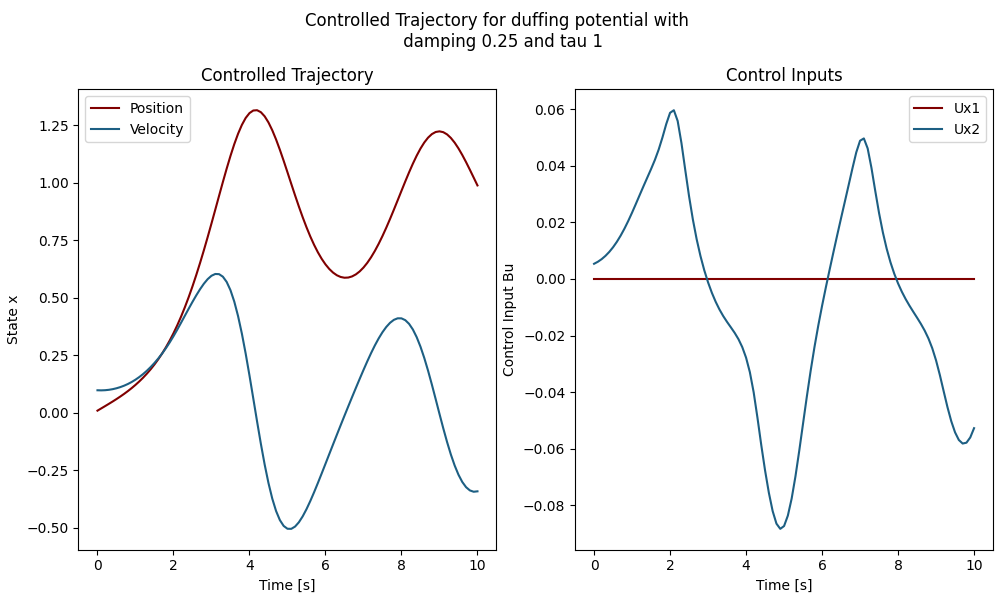 Controlled Trajectory for duffing potential with
damping 0.25 and tau 1
Controlled Trajectory
Position
Velocity
State x
1.25
1.00
0.75
0.50
0.25
0.00
−0.25
−0.50
0 2 4 6 8 10
Time [s]
Control Inputs
Ux1
Ux2
Control Input Bu
0.06
0.04
0.02
0.00
−0.02
−0.04
−0.06
−0.08
0 2 4 6 8 10
Time [s]